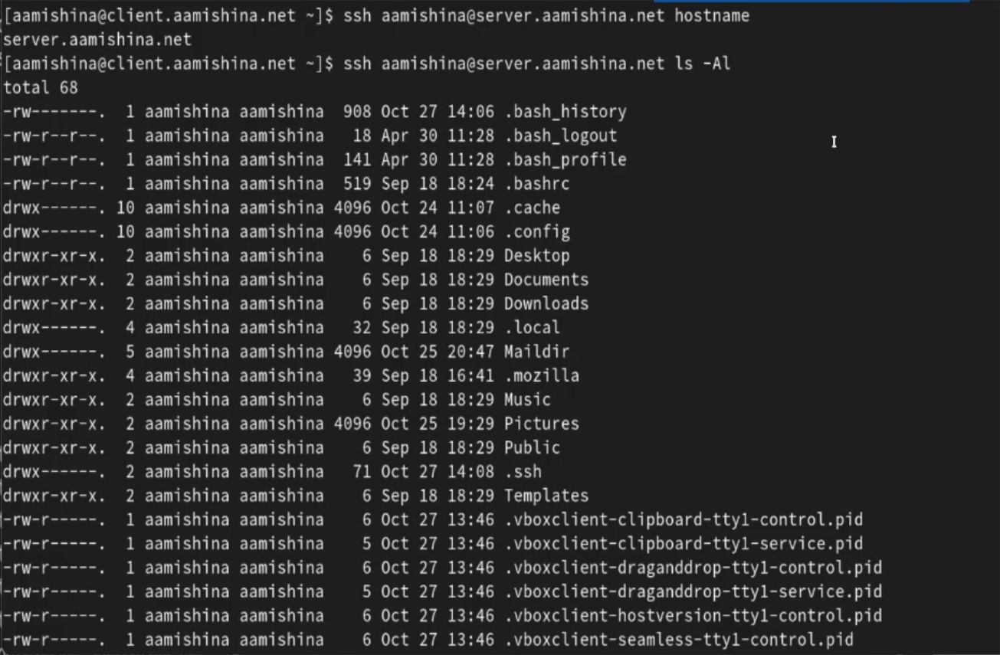 [aamishina@client.aamishina.net ~]$ ssh aamishina@server.aamishina.net hostname
server.aamishina.net
[aamishina@client.aamishina.net ~]$ ssh aamishina@server.aamishina.net ls -Al
total 68
-rw-------.  1 aamishina aamishina  908 Oct 27 14:06 .bash_history
-rw-r--r--.  1 aamishina aamishina   18 Apr 30 11:28 .bash_logout
-rw-r--r--.  1 aamishina aamishina  141 Apr 30 11:28 .bash_profile
-rw-r--r--.  1 aamishina aamishina  519 Sep 18 18:24 .bashrc
drwx------. 10 aamishina aamishina 4096 Oct 24 11:07 .cache
drwx------. 10 aamishina aamishina 4096 Oct 24 11:06 .config
drwxr-xr-x.  2 aamishina aamishina    6 Sep 18 18:29 Desktop
drwxr-xr-x.  2 aamishina aamishina    6 Sep 18 18:29 Documents
drwxr-xr-x.  2 aamishina aamishina    6 Sep 18 18:29 Downloads
drwx------.  4 aamishina aamishina   32 Sep 18 18:29 .local
drwx------.  5 aamishina aamishina 4096 Oct 25 20:47 Maildir
drwxr-xr-x.  4 aamishina aamishina   39 Sep 18 16:41 .mozilla
drwxr-xr-x.  2 aamishina aamishina    6 Sep 18 18:29 Music
drwxr-xr-x.  2 aamishina aamishina 4096 Oct 25 19:29 Pictures
drwxr-xr-x.  2 aamishina aamishina    6 Sep 18 18:29 Public
drwx------.  2 aamishina aamishina   71 Oct 27 14:08 .ssh
drwxr-xr-x.  2 aamishina aamishina    6 Sep 18 18:29 Templates
-rw-r-----.  1 aamishina aamishina    6 Oct 27 13:46 .vboxclient-clipboard-tty1-control.pid
-rw-r-----.  1 aamishina aamishina    5 Oct 27 13:46 .vboxclient-clipboard-tty1-service.pid
-rw-r-----.  1 aamishina aamishina    6 Oct 27 13:46 .vboxclient-draganddrop-tty1-control.pid
-rw-r-----.  1 aamishina aamishina    5 Oct 27 13:46 .vboxclient-draganddrop-tty1-service.pid
-rw-r-----.  1 aamishina aamishina    6 Oct 27 13:46 .vboxclient-hostversion-tty1-control.pid
-rw-r-----.  1 aamishina aamishina    6 Oct 27 13:46 .vboxclient-seamless-tty1-control.pid